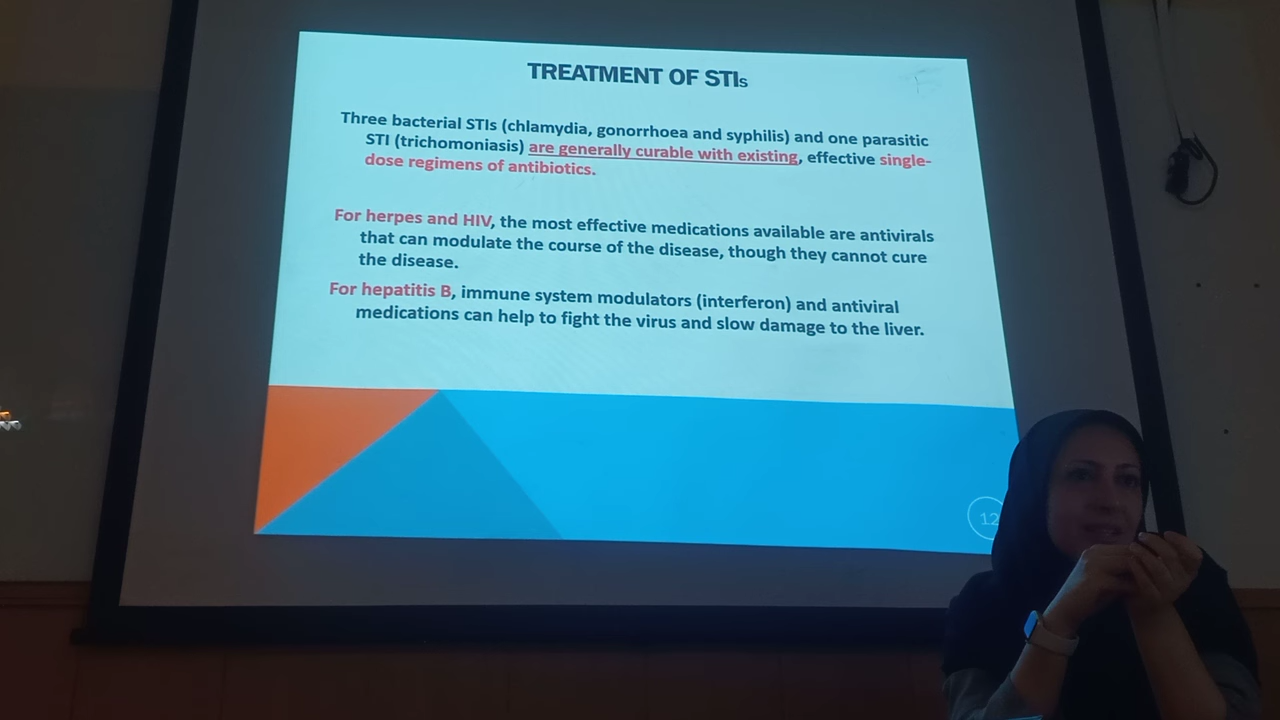 TREATMENT OF STIs
Three bacterial STIs (chlamydia, gonorrhoea and syphilis) and one parasitic
STI (trichomoniasis) are generally curable with existing, effective single-
dose regimens of antibiotics.
For herpes and HIV, the most effective medications available are antivirals
that can modulate the course of the disease, though they cannot cure
the disease.
For hepatitis B, immune system modulators (interferon) and antiviral
medications can help to fight the virus and slow damage to the liver.
12